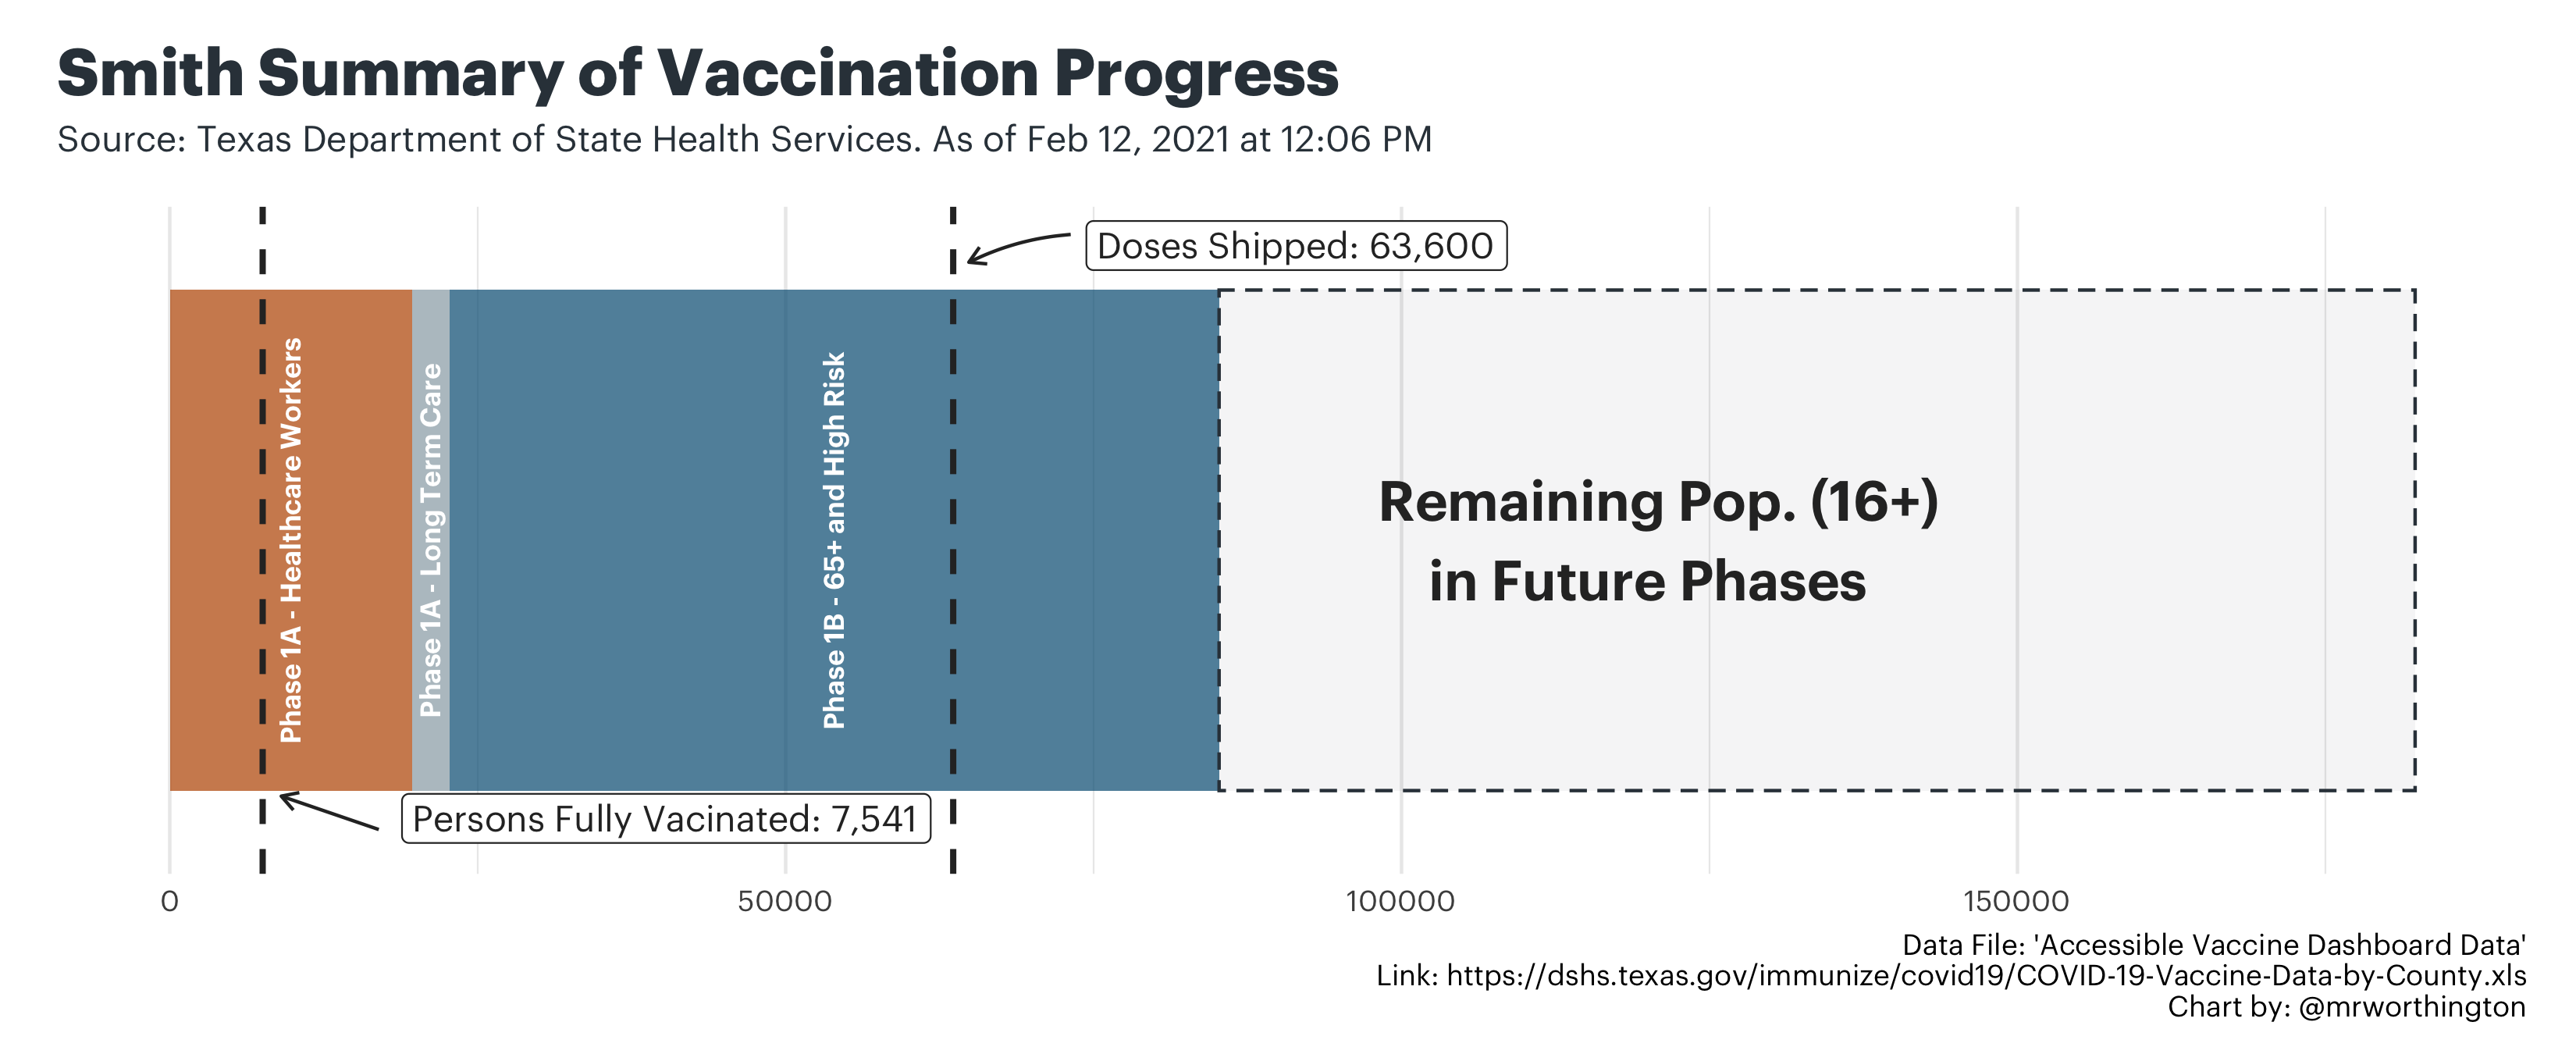 Smith Summary of Vaccination Progress
Source: Texas Department of State Health Services. As of Feb 12, 2021 at 12:06 PM
Doses Shipped: 63,600
Phase 1A - Healthcare Workers
Phase 1A - Long Term Care
Phase 1B - 65+ and High Risk
Remaining Pop. (16+)
in Future Phases
Persons Fully Vacinated: 7,541
0
50000
100000
150000
Data File: 'Accessible Vaccine Dashboard Data'
Link: https://dshs.texas.gov/immunize/covid19/COVID-19-Vaccine-Data-by-County.xls
Chart by: @mrworthington